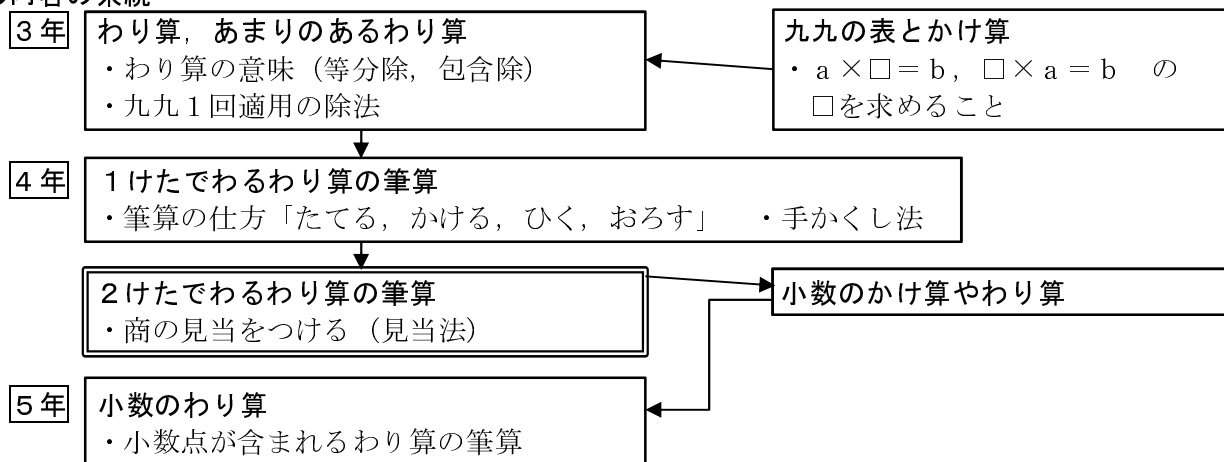 3年
わり算，あまりのあるわり算
・わり算の意味（等分除，包含除）
・九九１回適用の除法
九九の表とかけ算
・ａ×□＝ｂ，□×ａ＝ｂ　の
□を求めること
4年
１けたでわるわり算の筆算
・筆算の仕方「たてる，かける，ひく，おろす」　・手かくし法
２けたでわるわり算の筆算
・商の見当をつける（見当法）
小数のかけ算やわり算
5年
小数のわり算
・小数点が含まれるわり算の筆算